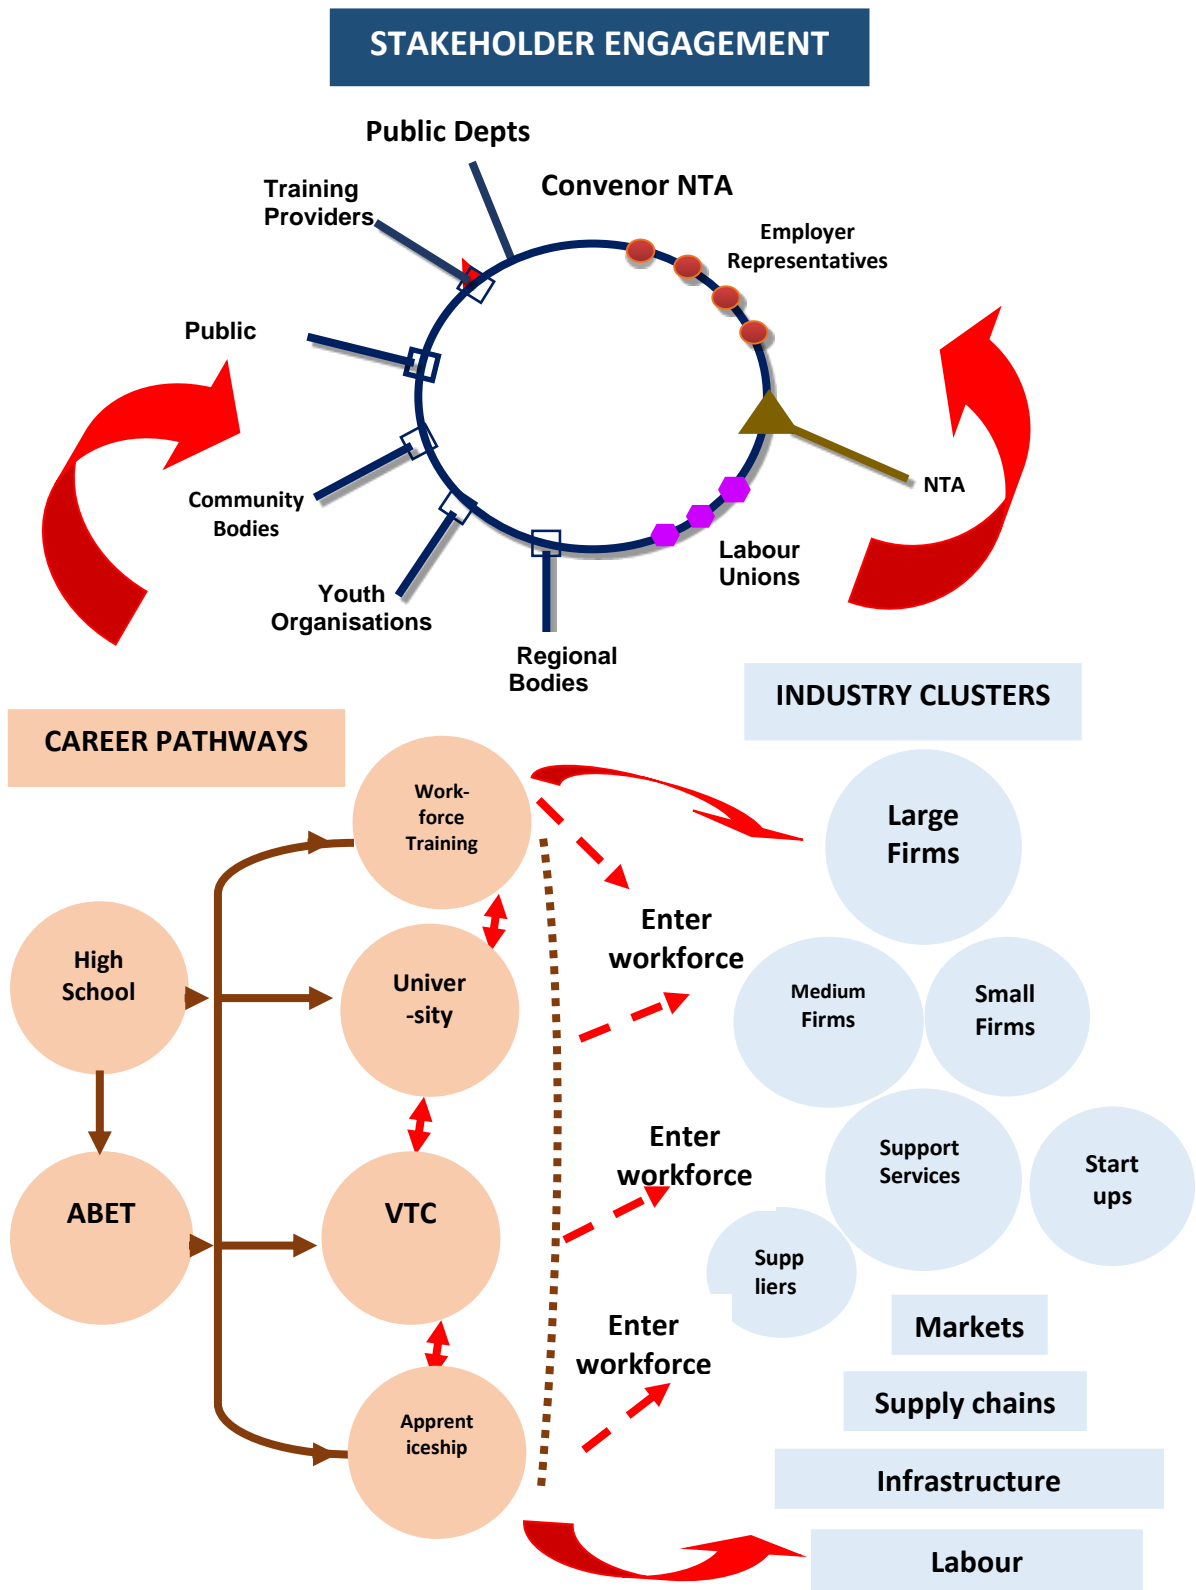 STAKEHOLDER ENGAGEMENT
Public Depts
Convenor NTA
Training
Providers
Employer
Representatives
Public
NTA
Community
Bodies
Labour
Unions
Youth
Organisations
Regional
Bodies
INDUSTRY CLUSTERS
CAREER PATHWAYS
Work-
force
Training
Large
Firms
Enter
workforce
High
School
Univer
-sity
Medium
Firms
Small
Firms
Enter
workforce
Support
Services
Start
ups
ABET
VTC
Supp
liers
Enter
workforce
Markets
Supply chains
Apprent
iceship
Infrastructure
Labour